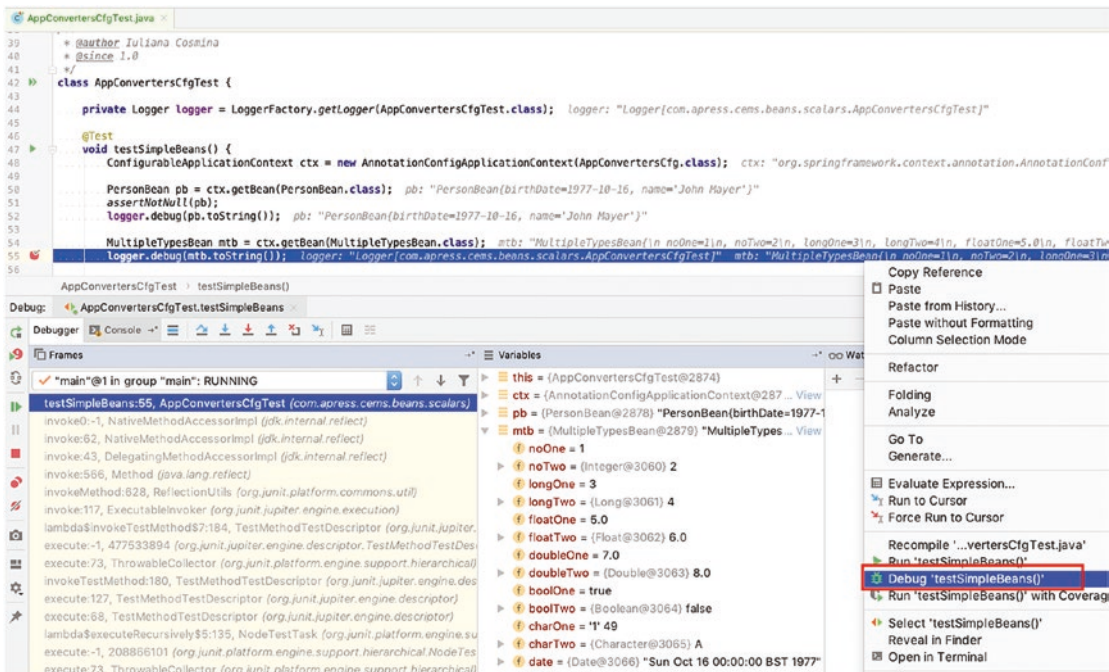 AppConvertersCfgTest.java
39 * @author Iuliana Cosmina
40 * @since 1.0
41 */
42 class AppConvertersCfgTest {
43
44 private Logger logger = LoggerFactory.getLogger(AppConvertersCfgTest.class); logger: "Logger[com.apress.cems.beans.scalars.AppConvertersCfgTest]"
45
46 @Test
47 void testSimpleBeans() {
48 ConfigurableApplicationContext ctx = new AnnotationConfigApplicationContext(AppConvertersCfg.class); ctx: "org.springframework.context.annotation.AnnotationConf
49
50 PersonBean pb = ctx.getBean(PersonBean.class); pb: "PersonBean{birthDate=1977-10-16, name='John Mayer'}"
51 assertNotNull(pb);
52 logger.debug(pb.toString()); pb: "PersonBean{birthDate=1977-10-16, name='John Mayer'}"
53
54 MultipleTypesBean mtb = ctx.getBean(MultipleTypesBean.class); mtb: "MultipleTypesBean{\n noOne=1\n, noTwo=2\n, longOne=3\n, longTwo=4\n, floatOne=5.0\n, floatTw
55 logger.debug(mtb.toString()); logger: "Logger[com.apress.cems.beans.scalars.AppConvertersCfgTest]" mtb: "MultipleTypesBean{\n noOne=1\n, noTwo=2\n, longOne=3\n
56
AppConvertersCfgTest > testSimpleBeans()
Debug: AppConvertersCfgTest.testSimpleBeans
Debugger Console
Frames
"main"@1 in group "main": RUNNING
testSimpleBeans:55, AppConvertersCfgTest (com.apress.cems.beans.scalars)
invoke0:-1, NativeMethodAccessorImpl (jdk.internal.reflect)
invoke:62, NativeMethodAccessorImpl (jdk.internal.reflect)
invoke:43, DelegatingMethodAccessorImpl (jdk.internal.reflect)
invoke:566, Method (java.lang.reflect)
invokeMethod:628, ReflectionUtils (org.junit.platform.commons.util)
invoke:117, ExecutableInvoker (org.junit.jupiter.engine.execution)
lambda$invokeTestMethod$7:184, TestMethodTestDescriptor (org.junit.jupiter.
execute:-1, 477533894 (org.junit.jupiter.engine.descriptor.TestMethodTestDes
execute:73, ThrowableCollector (org.junit.platform.engine.support.hierarchical)
invokeTestMethod:180, TestMethodTestDescriptor (org.junit.jupiter.engine.des
execute:127, TestMethodTestDescriptor (org.junit.jupiter.engine.descriptor)
execute:68, TestMethodTestDescriptor (org.junit.jupiter.engine.descriptor)
lambda$executeRecursively$5:135, NodeTestTask (org.junit.platform.engine.su
execute:-1, 208866101 (org.junit.platform.engine.support.hierarchical.NodeTes
execute:73, ThrowableCollector (org.junit.platform.engine.support.hierarchical)
Variables
this = {AppConvertersCfgTest@2874}
ctx = {AnnotationConfigApplicationContext@287... View
pb = {PersonBean@2878} "PersonBean{birthDate=1977-1
mtb = {MultipleTypesBean@2879} "MultipleTypes... View
noOne = 1
noTwo = {Integer@3060} 2
longOne = 3
longTwo = {Long@3061} 4
floatOne = 5.0
floatTwo = {Float@3062} 6.0
doubleOne = 7.0
doubleTwo = {Double@3063} 8.0
boolOne = true
boolTwo = {Boolean@3064} false
charOne = '1' 49
charTwo = {Character@3065} A
date = {Date@3066} "Sun Oct 16 00:00:00 BST 1977"
Wat
Copy Reference
Paste
Paste from History...
Paste without Formatting
Column Selection Mode
Refactor
Folding
Analyze
Go To
Generate...
Evaluate Expression...
Run to Cursor
Force Run to Cursor
Recompile '...vertersCfgTest.java'
Run 'testSimpleBeans()'
Debug 'testSimpleBeans()'
Run 'testSimpleBeans()' with Coverag
Select 'testSimpleBeans()'
Reveal in Finder
Open in Terminal